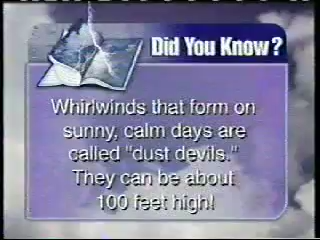 Did You Know?
Whirlwinds that form on
sunny, calm days are
called "dust devils."
They can be about
100 feet high!